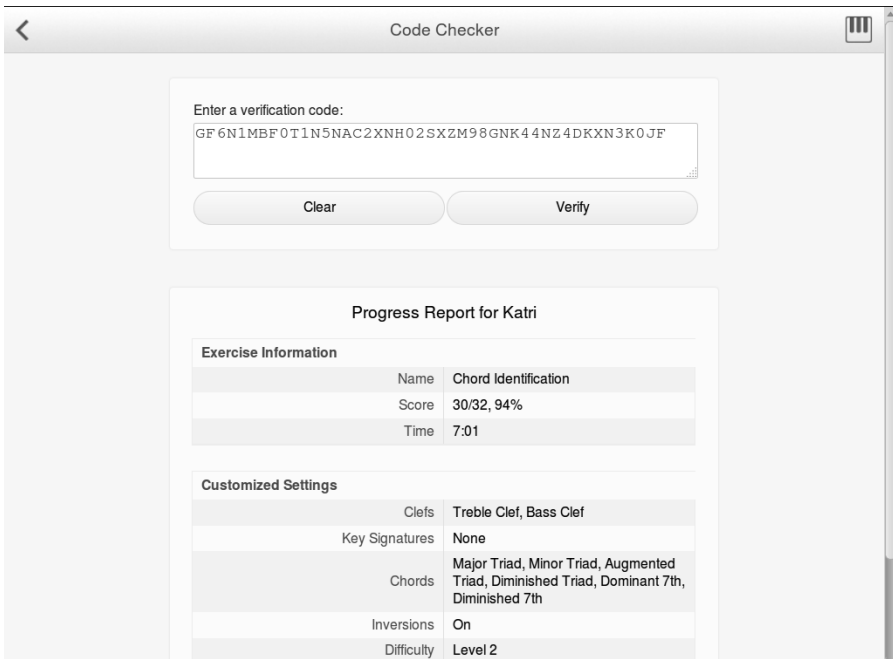 Code Checker
Enter a verification code:
GF6N1MBF0T1N5NAC2XNH02SXZM98GNK44NZ4DKXN3K0JF
Clear Verify
Progress Report for Katri
Exercise Information
Name Chord Identification
Score 30/32, 94%
Time 7:01
Customized Settings
Clefs Treble Clef, Bass Clef
Key Signatures None
Chords Major Triad, Minor Triad, Augmented
Triad, Diminished Triad, Dominant 7th,
Diminished 7th
Inversions On
Difficulty Level 2